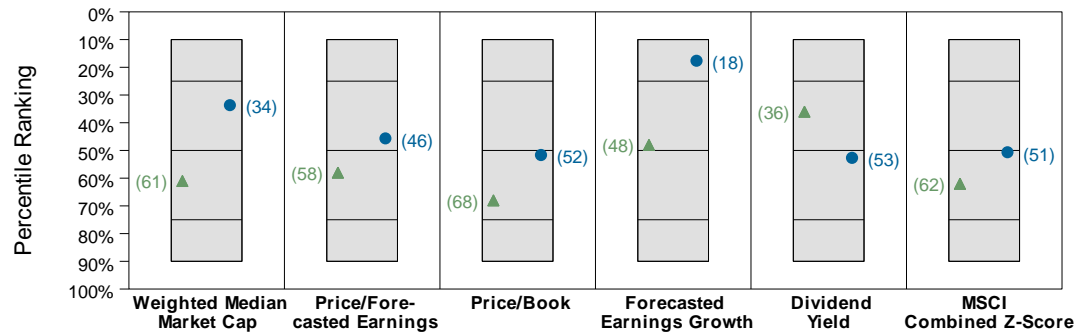 0%
10%
20%
30%
40%
50%
60%
70%
80%
90%
100%
Percentile Ranking
(34)
(61)
(46)
(58)
(52)
(68)
(18)
(48)
(36)
(53)
(51)
(62)
Weighted Median
Market Cap
Price/Fore-
casted Earnings
Price/Book
Forecasted
Earnings Growth
Dividend
Yield
MSCI
Combined Z-Score